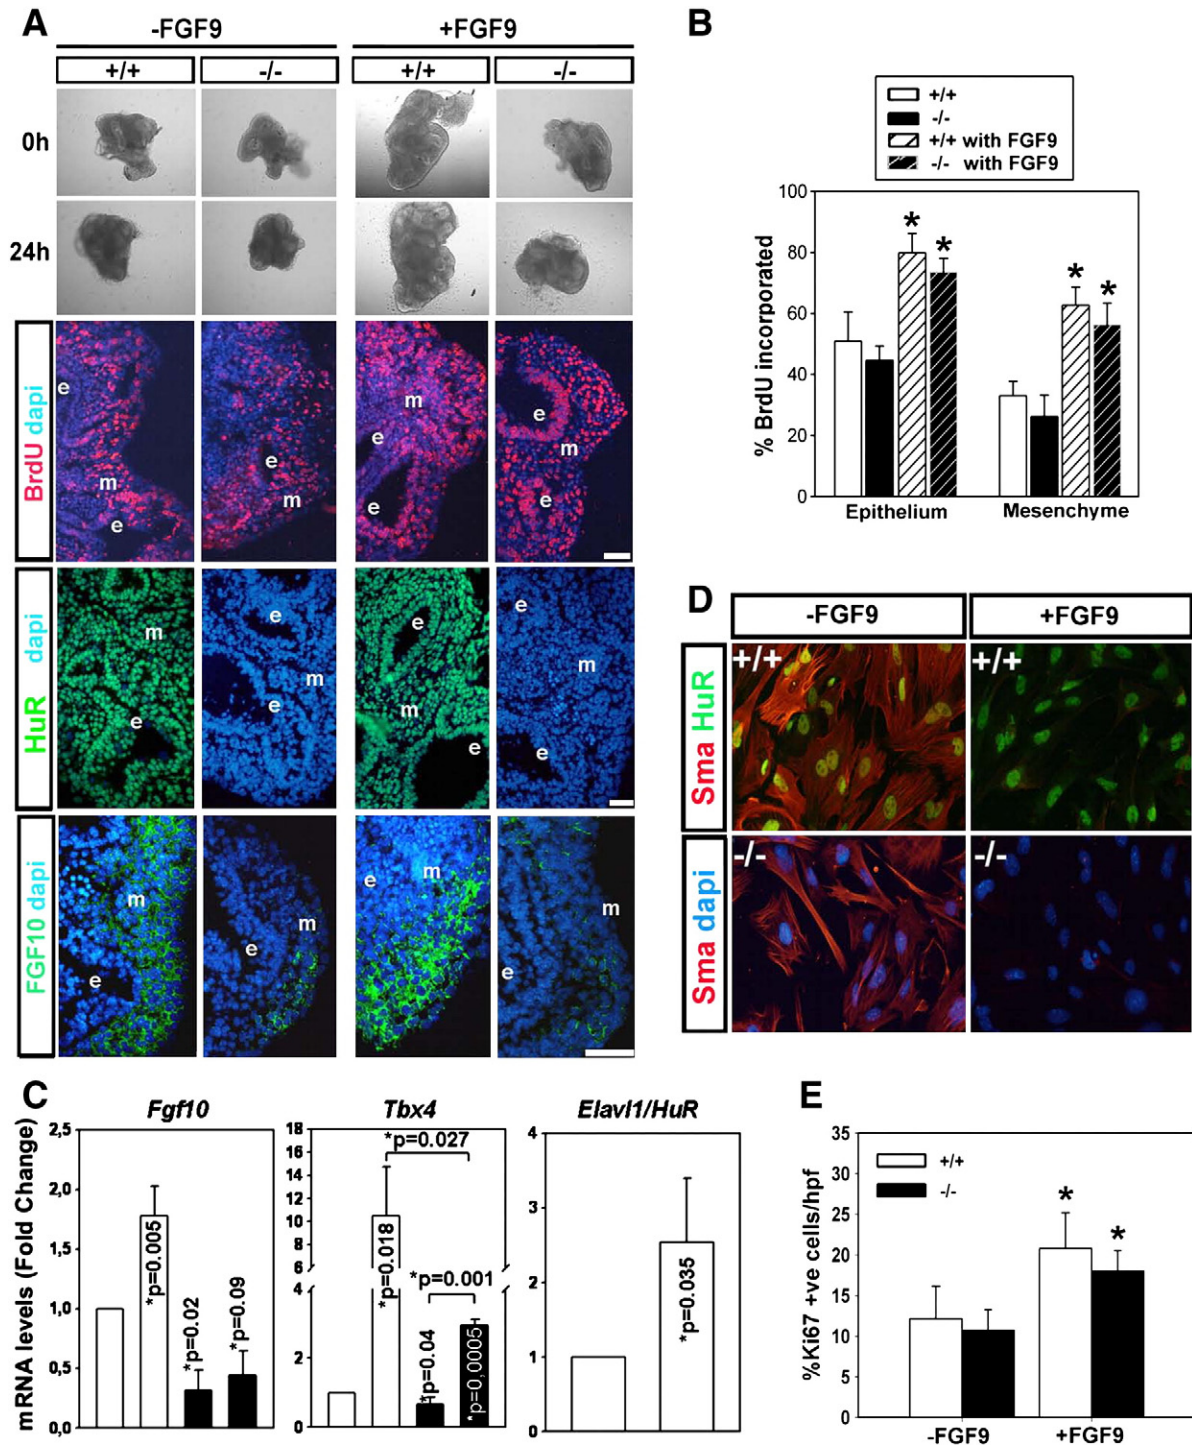 A
-FGF9
+FGF9
+/+
-/-
+/+
-/-
0h
24h
BrdU dapi
e
m
e
e
m
m
e
e
e
m
e
HuR dapi
m
e
e
m
e
e
m
e
e
m
e
FGF10 dapi
m
e
m
e
e
m
m
e
B
+/+
-/-
+/+ with FGF9
-/- with FGF9
% BrdU incorporated
100
80
60
40
20
0
* * * *
Epithelium
Mesenchyme
C
mRNA levels (Fold Change)
Fgf10
2,5
2,0
1,5
1,0
0,5
0,0
*p=0.005
*p=0.02
*p=0.09
Tbx4
18
16
14
12
10
8
6
4
2
0
*p=0.027
*p=0.018
*p=0.001
*p=0.04
*p=0,0005
Elavl1/HuR
4
3
2
1
0
*p=0.035
D
-FGF9
+FGF9
Sma HuR
+/+
+/+
Sma dapi
-/-
-/-
E
%Ki67 +ve cells/hpf
35
30
25
20
15
10
5
0
+/+
-/-
* *
-FGF9
+FGF9